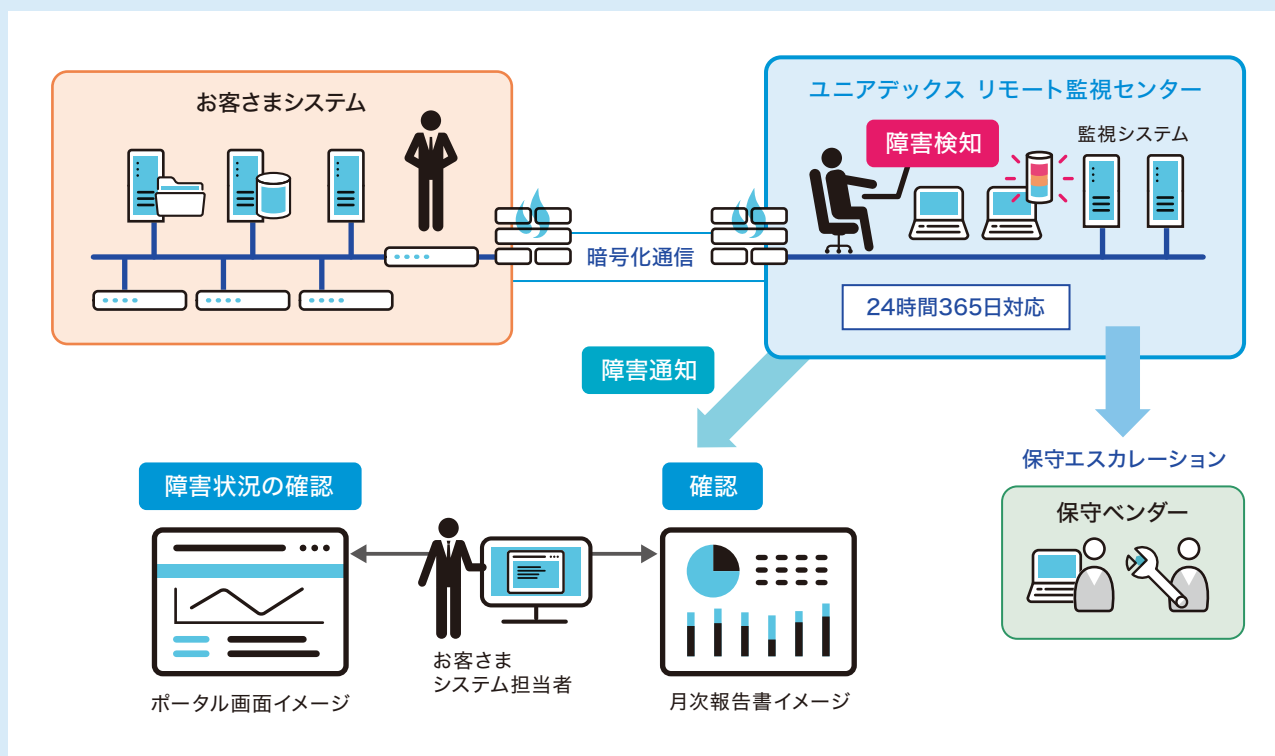 お客さまシステム
ユニアデックス リモート監視センター
障害検知
監視システム
暗号化通信
24時間365日対応
障害通知
保守エスカレーション
障害状況の確認
確認
保守ベンダー
お客さま
システム担当者
ポータル画面イメージ
月次報告書イメージ